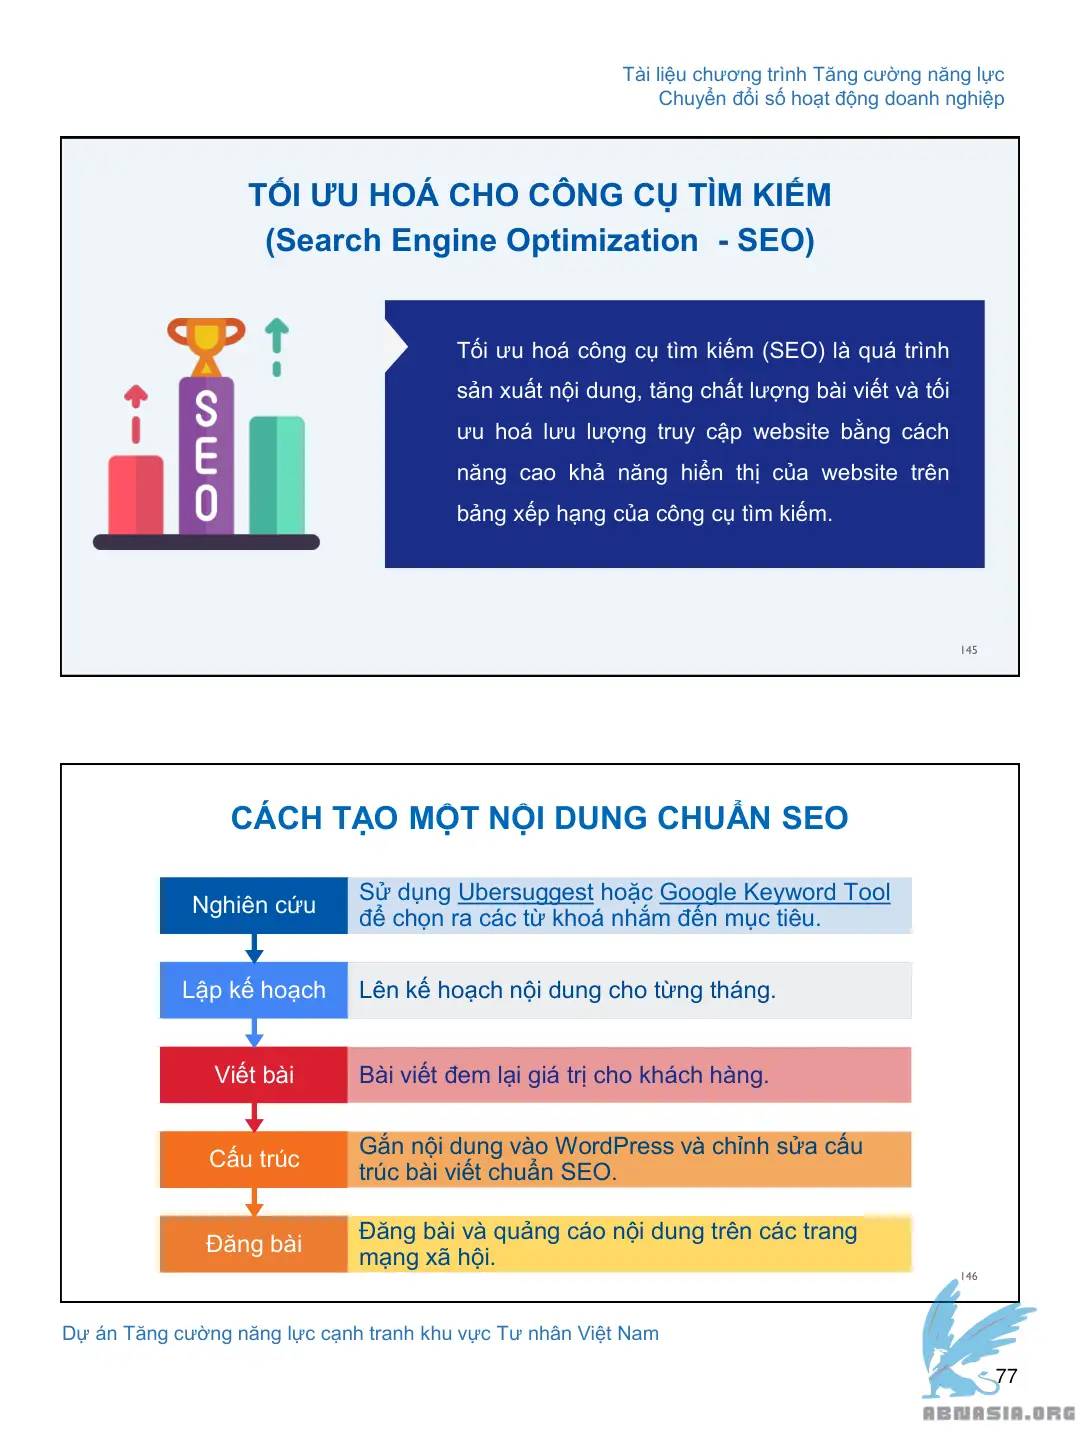 Tài liệu chương trình Tăng cường năng lực
Chuyển đổi số hoạt động doanh nghiệp
TỐI ƯU HOÁ CHO CÔNG CỤ TÌM KIẾM
(Search Engine Optimization - SEO)
SEO
Tối ưu hoá công cụ tìm kiếm (SEO) là quá trình
sản xuất nội dung, tăng chất lượng bài viết và tối
ưu hoá lưu lượng truy cập website bằng cách
năng cao khả năng hiển thị của website trên
bảng xếp hạng của công cụ tìm kiếm.
145
CÁCH TẠO MỘT NỘI DUNG CHUẨN SEO
Nghiên cứu
Sử dụng Ubersuggest hoặc Google Keyword Tool
để chọn ra các từ khoá nhắm đến mục tiêu.
Lập kế hoạch
Lên kế hoạch nội dung cho từng tháng.
Viết bài
Bài viết đem lại giá trị cho khách hàng.
Cấu trúc
Gắn nội dung vào WordPress và chỉnh sửa cấu
trúc bài viết chuẩn SEO.
Đăng bài
Đăng bài và quảng cáo nội dung trên các trang
mạng xã hội.
146
Dự án Tăng cường năng lực cạnh tranh khu vực Tư nhân Việt Nam
77
ABNASIA.ORG